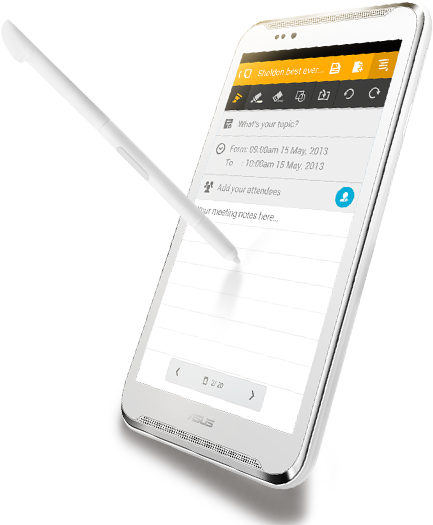 Sheldon best ever...
What's your topic?
Form: 09.00am 15 May, 2013
To : 10:00am 15 May, 2013
Add your attendees
Your meeting notes here...
2/ 20
ASUS